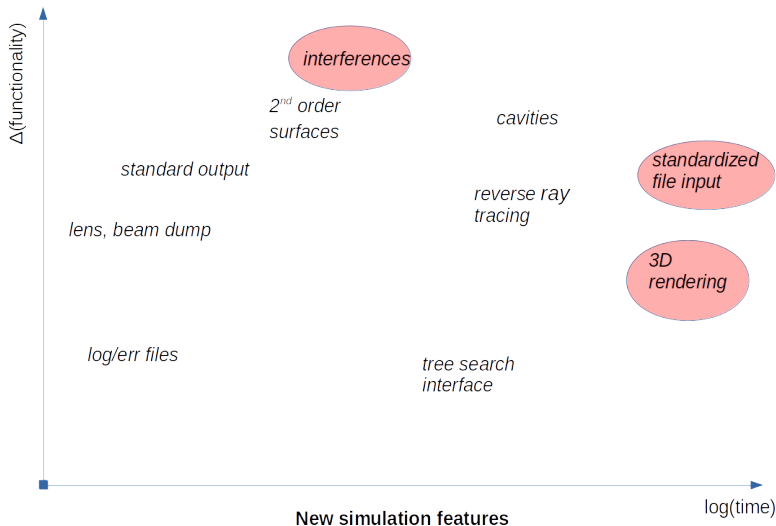 Δ(functionality)
interferences
2nd order
surfaces
cavities
standard output
standardized
file input
reverse ray
tracing
lens, beam dump
3D
rendering
log/err files
tree search
interface
log(time)
New simulation features